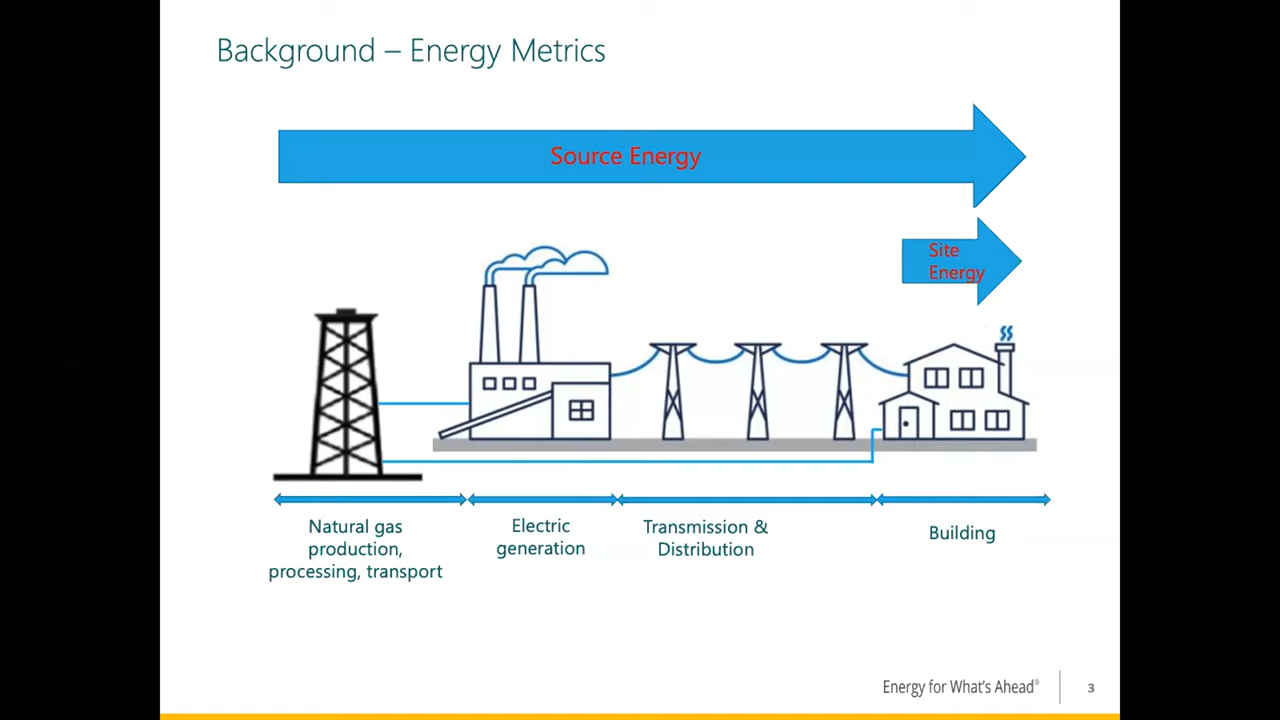 Background – Energy Metrics
Source Energy
Site
Energy
Natural gas
production,
processing, transport
Electric
generation
Transmission &
Distribution
Building
Energy for What's Ahead®
3